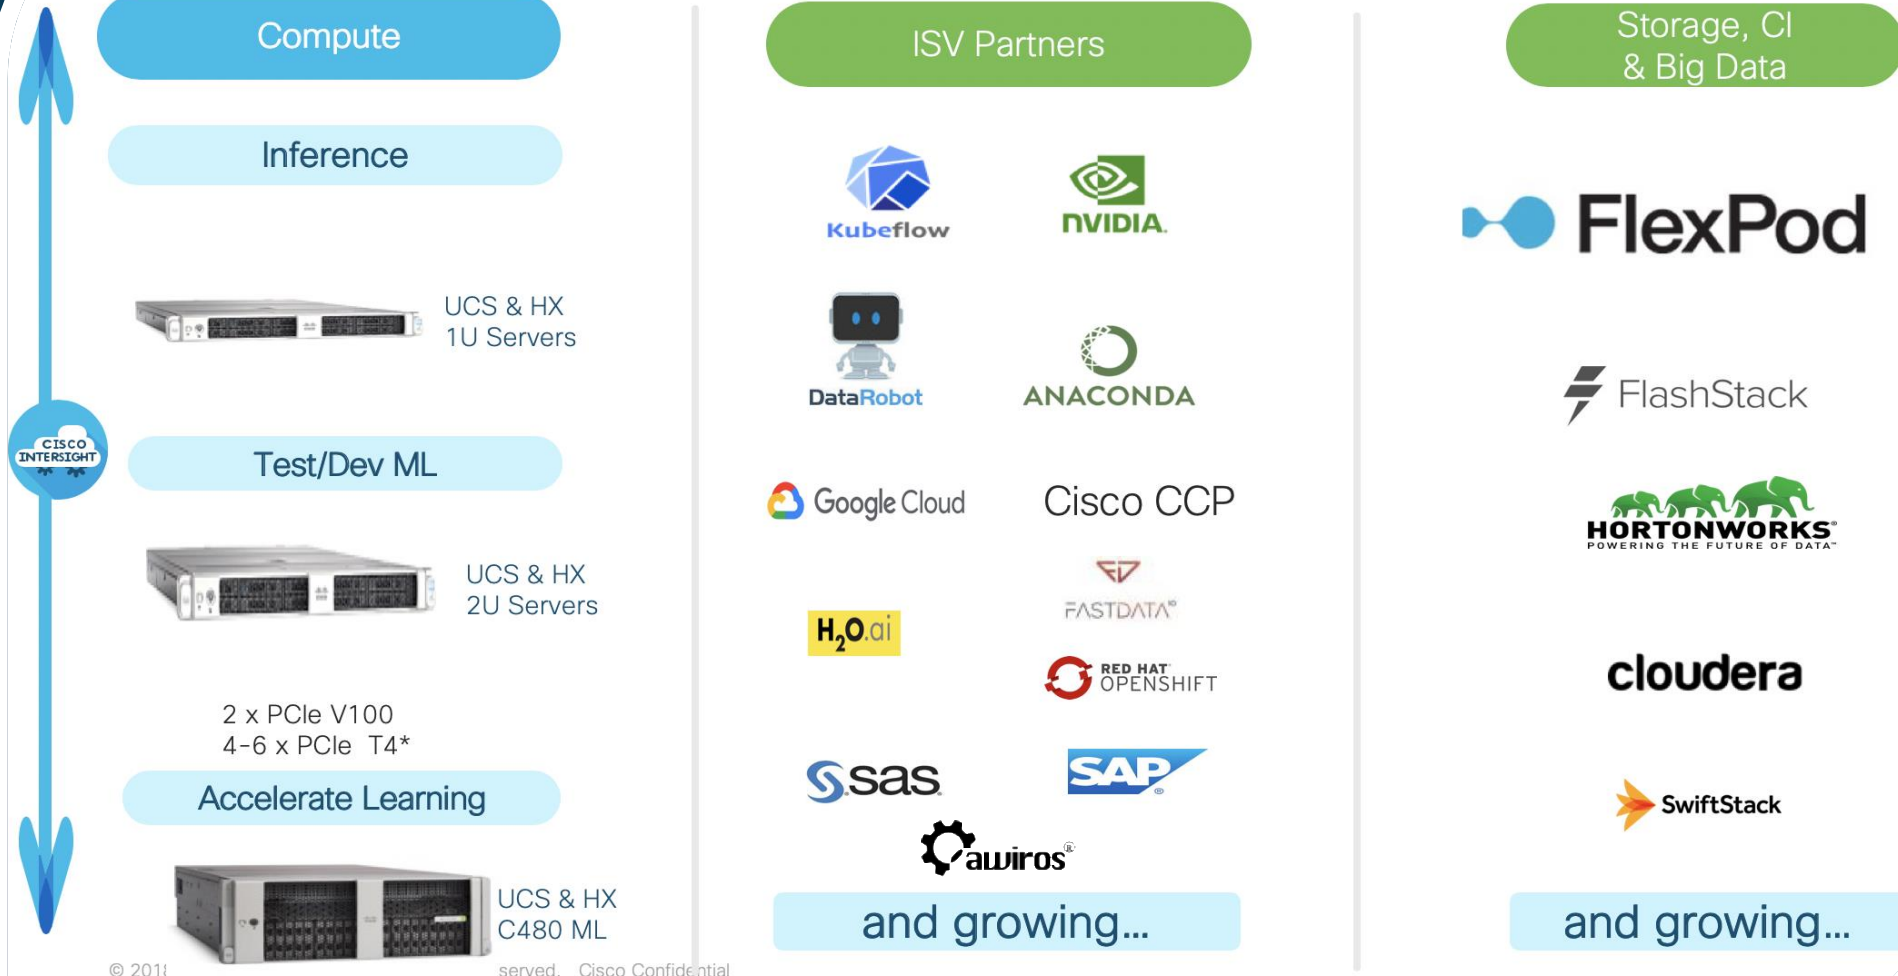 Compute
Inference
UCS & HX
1U Servers
CISCO
INTERSIGHT
Test/Dev ML
UCS & HX
2U Servers
2 x PCIe V100
4-6 x PCIe T4*
Accelerate Learning
UCS & HX
C480 ML
© 2018
served. Cisco Confidential
ISV Partners
Kubeflow
NVIDIA.
DataRobot
ANACONDA
Google Cloud
Cisco CCP
H2O.ai
FASTDATA
RED HAT
OPENSHIFT
sas
SAP®
awiros®
and growing...
Storage, CI
& Big Data
FlexPod
FlashStack
HORTONWORKS®
POWERING THE FUTURE OF DATA™
cloudera
SwiftStack
and growing...